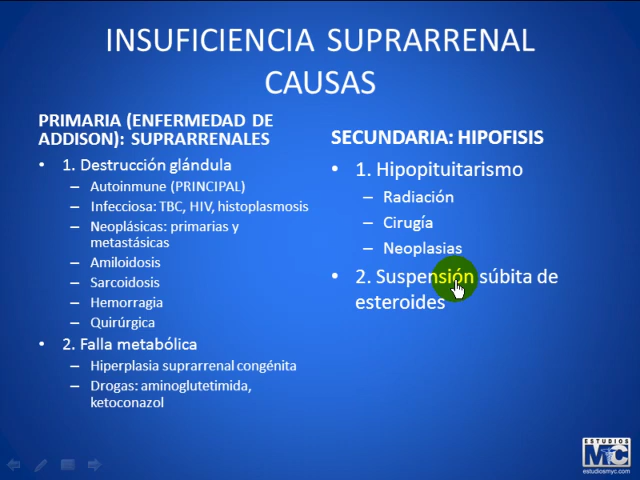 INSUFICIENCIA SUPRARRENAL
CAUSAS
PRIMARIA (ENFERMEDAD DE
ADDISON): SUPRARRENALES
• 1. Destrucción glándula
– Autoinmune (PRINCIPAL)
– Infecciosa: TBC, HIV, histoplasmosis
– Neoplásicas: primarias y
metastásicas
– Amiloidosis
– Sarcoidosis
– Hemorragia
– Quirúrgica
• 2. Falla metabólica
– Hiperplasia suprarrenal congénita
– Drogas: aminoglutetimida,
ketoconazol
SECUNDARIA: HIPOFISIS
• 1. Hipopituitarismo
– Radiación
– Cirugía
– Neoplasias
• 2. Suspensión súbita de
esteroides
ESTUDIOS
MYC
estudiosmyc.com